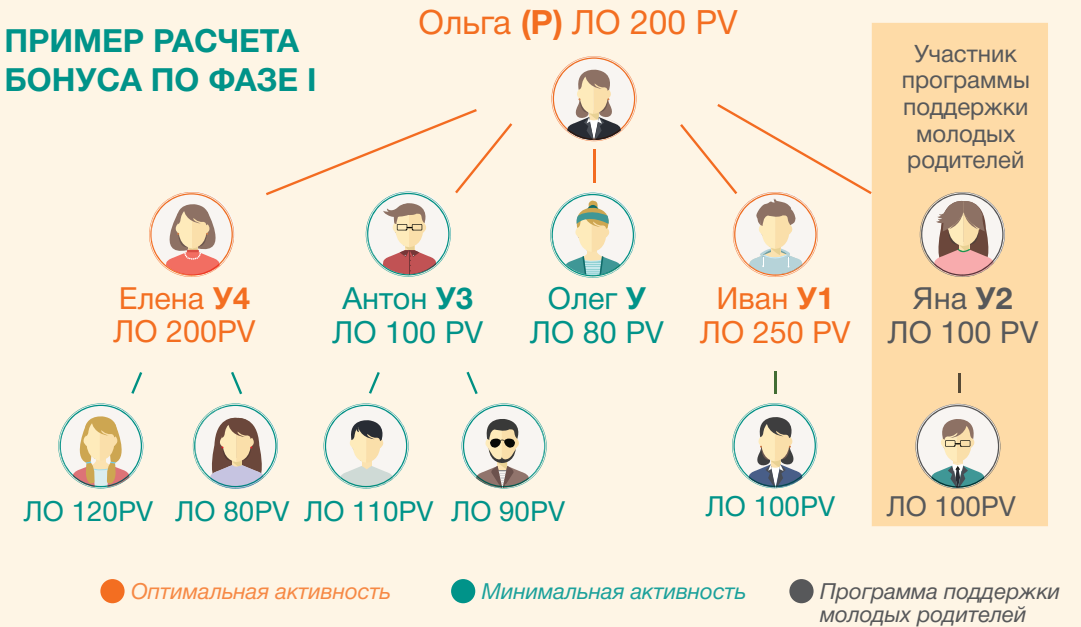 Ольга (Р) ЛО 200 PV
ПРИМЕР РАСЧЕТА
БОНУСА ПО ФАЗЕ I
Участник
программы
поддержки
молодых
родителей
Елена У4
ЛО 200PV
Антон У3
ЛО 100 PV
Олег У
ЛО 80 PV
Иван У1
ЛО 250 PV
Яна У2
ЛО 100 PV
ЛО 120PV
ЛО 80PV
ЛО 110PV
ЛО 90PV
ЛО 100PV
ЛО 100PV
Оптимальная активность
Минимальная активность
Программа поддержки
молодых родителей